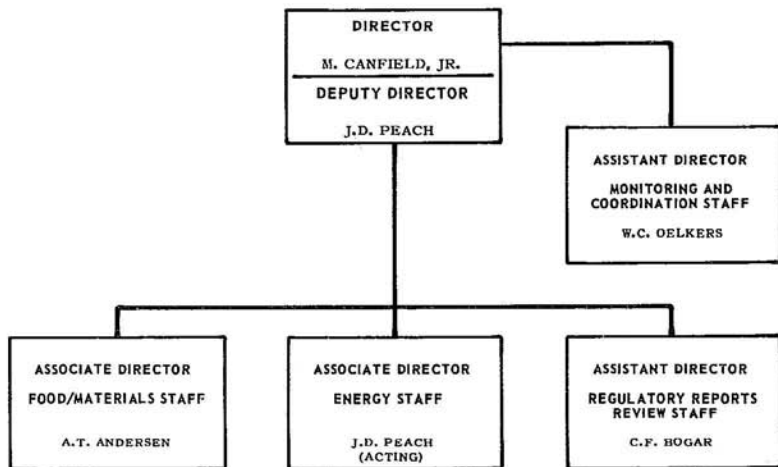 DIRECTOR
M. CANFIELD, JR.
DEPUTY DIRECTOR
J.D. PEACH
ASSISTANT DIRECTOR
MONITORING AND
COORDINATION STAFF
W.C. OELKERS
ASSOCIATE DIRECTOR
FOOD/MATERIALS STAFF
A.T. ANDERSEN
ASSOCIATE DIRECTOR
ENERGY STAFF
J.D. PEACH
(ACTING)
ASSISTANT DIRECTOR
REGULATORY REPORTS
REVIEW STAFF
C.F. BOGAR